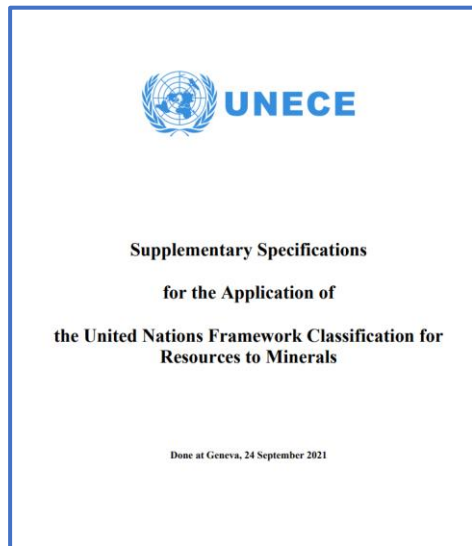 UNECE
Supplementary Specifications
for the Application of
the United Nations Framework Classification for
Resources to Minerals
Done at Geneva, 24 September 2021